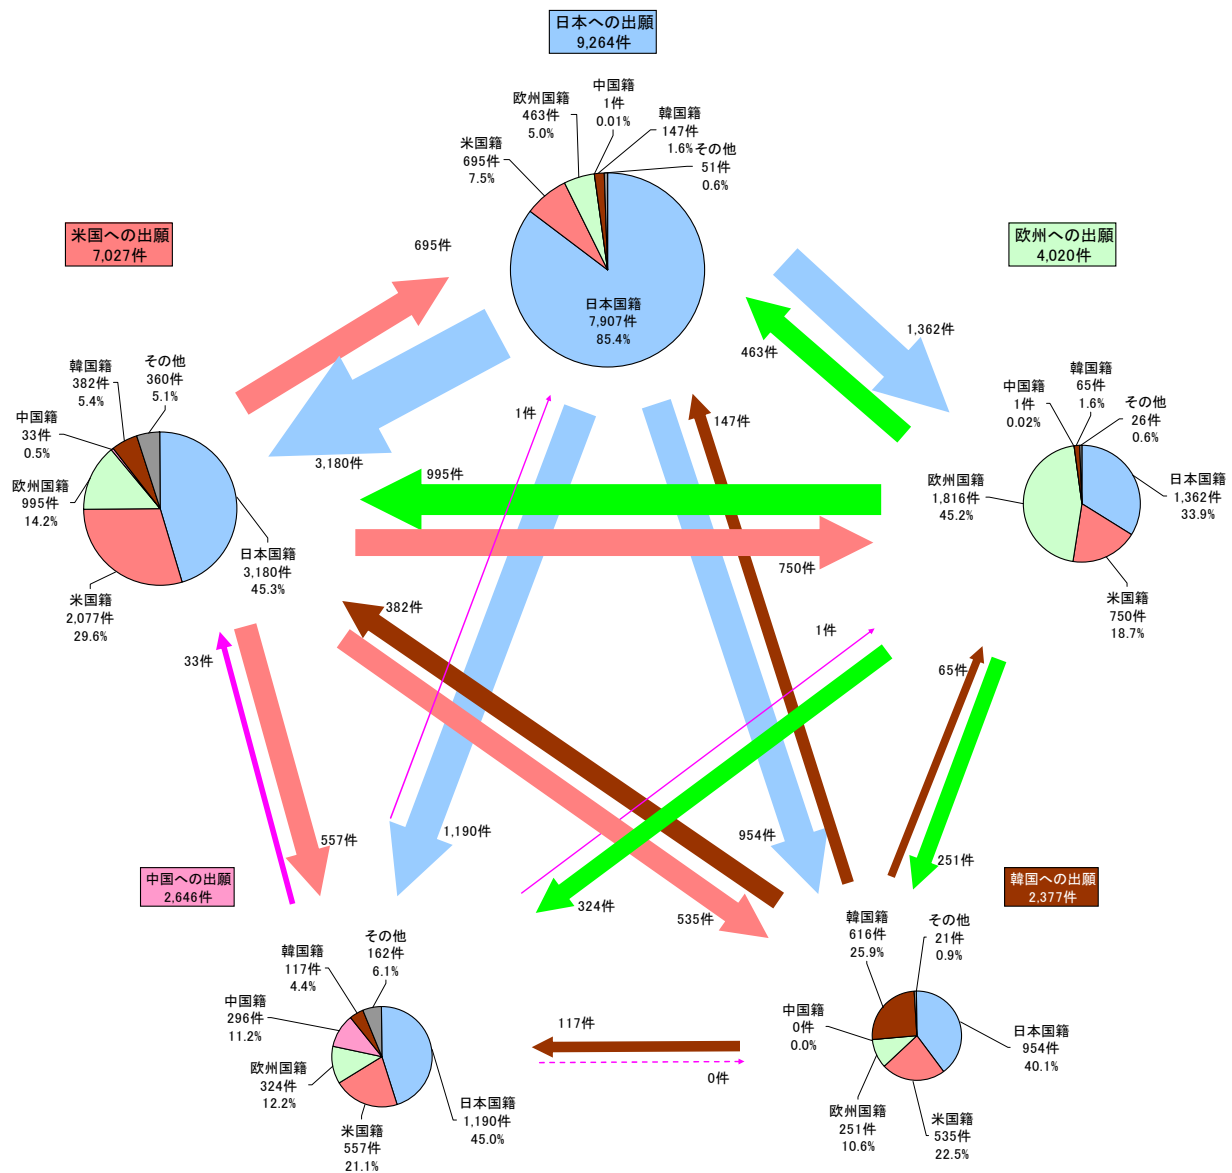 日本への出願
9,264件
中国籍
1件
0.01%
欧州国籍
463件
5.0%
韓国籍
147件
1.6%
米国籍
695件
7.5%
その他
51件
0.6%
日本国籍
7,907件
85.4%
米国への出願
7,027件
欧州への出願
4,020件
695件
1,362件
463件
3,180件
1件
147件
995件
750件
382件
1件
33件
65件
557件
1,190件
954件
251件
324件
535件
117件
0件
その他
360件
5.1%
韓国籍
382件
5.4%
中国籍
33件
0.5%
欧州国籍
995件
14.2%
日本国籍
3,180件
45.3%
米国籍
2,077件
29.6%
韓国籍
65件
1.6%
中国籍
1件
0.02%
その他
26件
0.6%
欧州国籍
1,816件
45.2%
日本国籍
1,362件
33.9%
米国籍
750件
18.7%
中国への出願
2,646件
韓国への出願
2,377件
その他
162件
6.1%
韓国籍
117件
4.4%
中国籍
296件
11.2%
欧州国籍
324件
12.2%
日本国籍
1,190件
45.0%
米国籍
557件
21.1%
韓国籍
616件
25.9%
その他
21件
0.9%
中国籍
0件
0.0%
日本国籍
954件
40.1%
欧州国籍
251件
10.6%
米国籍
535件
22.5%